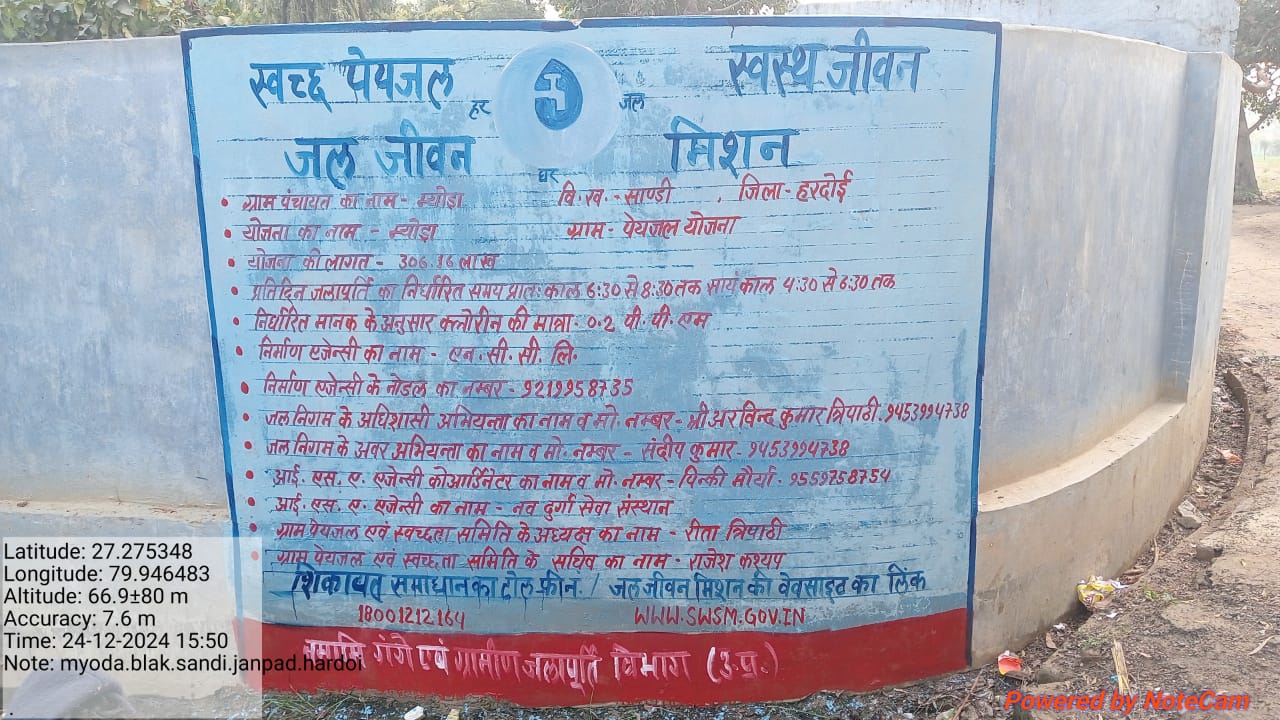 स्वच्छ पेयजल स्वस्थ जीवन
हर जल
जल जीवन मिशन
घर
• ग्राम पंचायत का नाम - म्योड़ा वि.ख.- साण्डी , जिला - हरदोई
• योजना का नाम - म्योड़ा ग्राम - पेयजल योजना
• योजना की लागत - 306.16 लाख
• प्रतिदिन जलापूर्ति का निर्धारित समय प्रातः काल 6:30 से 8:30 तक सायं काल 4:30 से 6:30 तक
• निर्धारित मानक के अनुसार क्लोरीन की मात्रा - 0.2 पी. पी. एम
• निर्माण एजेन्सी का नाम - एन. सी. सी. लि.
• निर्माण एजेन्सी के नोडल का नम्बर - 9219958735
• जल निगम के अधिशासी अभियन्ता का नाम व मो. नम्बर - श्री अरविन्द कुमार त्रिपाठी. 9453994738
• जल निगम के अवर अभियन्ता का नाम व मो. नम्बर - संदीप कुमार - 9453994738
• आई. एस. ए. एजेन्सी कोआर्डिनेटर का नाम व मो. नम्बर - पिन्की मौर्या. 9559758754
• आई. एस. ए. एजेन्सी का नाम - नव दुर्गा सेवा संस्थान
• ग्राम पेयजल एवं स्वच्छता समिति के अध्यक्ष का नाम - रीता त्रिपाठी
• ग्राम पेयजल एवं स्वच्छता समिति के सचिव का नाम - राजेश कश्यप
शिकायत समाधान का टोल फ्रीन. / जल जीवन मिशन की वेबसाइट का लिंक
18001212164 WWW.SWSM.GOV.IN
नमामि गंगे एवं ग्रामीण जलापूर्ति विभाग (उ.प्र.)
Latitude: 27.275348
Longitude: 79.946483
Altitude: 66.9±80 m
Accuracy: 7.6 m
Time: 24-12-2024 15:50
Note: myoda.blak.sandi.janpad.hardoi
Powered by NoteCam